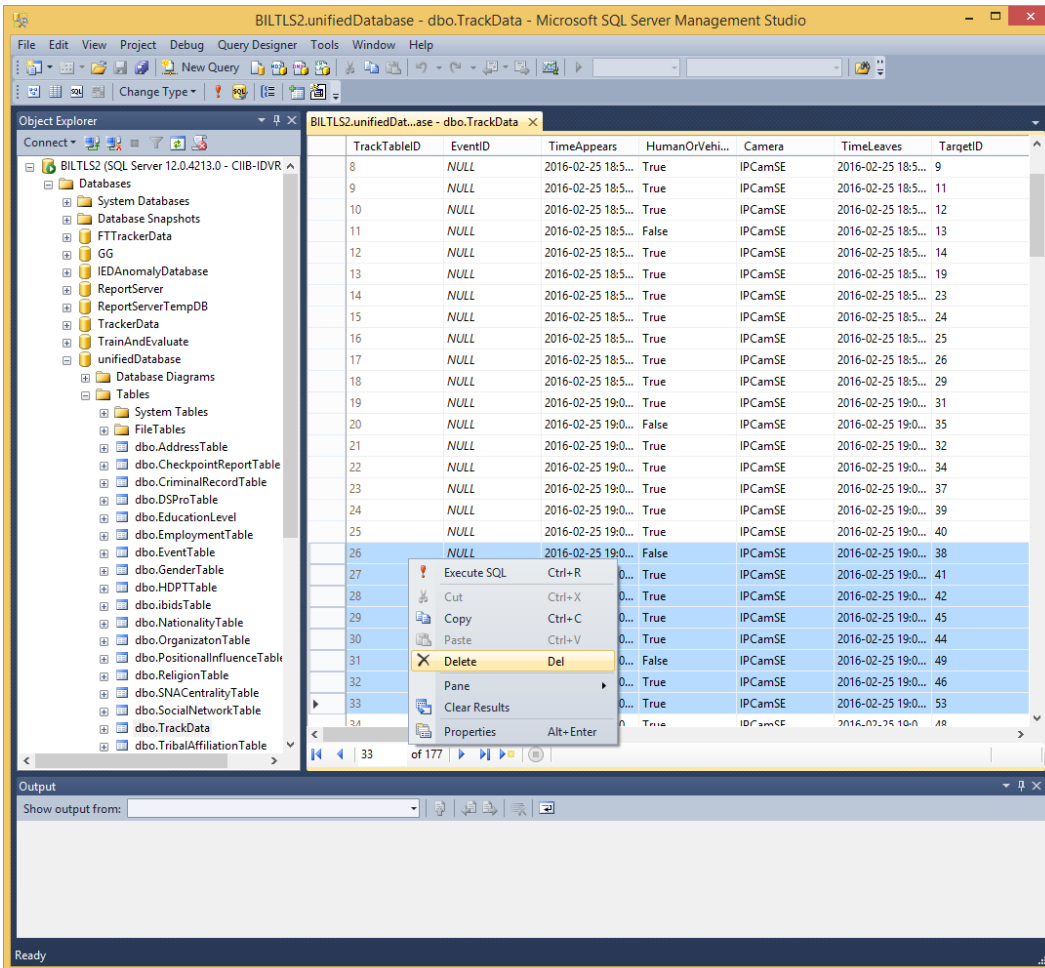 BILTLS2.unifiedDatabase - dbo.TrackData - Microsoft SQL Server Management Studio
File Edit View Project Debug Query Designer Tools Window Help
New Query
Change Type
Object Explorer
Connect
BILTLS2 (SQL Server 12.0.4213.0 - CIIB-IDVR
Databases
System Databases
Database Snapshots
FTTrackerData
GG
IEDAnomalyDatabase
ReportServer
ReportServerTempDB
TrackerData
TrainAndEvaluate
unifiedDatabase
Database Diagrams
Tables
System Tables
FileTables
dbo.AddressTable
dbo.CheckpointReportTable
dbo.CriminalRecordTable
dbo.DSProTable
dbo.EducationLevel
dbo.EmploymentTable
dbo.EventTable
dbo.GenderTable
dbo.HDPTTable
dbo.ibidsTable
dbo.NationalityTable
dbo.OrganizatonTable
dbo.PositionalInfluenceTable
dbo.ReligionTable
dbo.SNACentralityTable
dbo.SocialNetworkTable
dbo.TrackData
dbo.TribalAffiliationTable
BILTLS2.unifiedDat...ase - dbo.TrackData
TrackTableID EventID TimeAppears HumanOrVehi... Camera TimeLeaves TargetID
8 NULL 2016-02-25 18:5... True IPCamSE 2016-02-25 18:5... 9
9 NULL 2016-02-25 18:5... True IPCamSE 2016-02-25 18:5... 11
10 NULL 2016-02-25 18:5... True IPCamSE 2016-02-25 18:5... 12
11 NULL 2016-02-25 18:5... False IPCamSE 2016-02-25 18:5... 13
12 NULL 2016-02-25 18:5... True IPCamSE 2016-02-25 18:5... 14
13 NULL 2016-02-25 18:5... True IPCamSE 2016-02-25 18:5... 19
14 NULL 2016-02-25 18:5... True IPCamSE 2016-02-25 18:5... 23
15 NULL 2016-02-25 18:5... True IPCamSE 2016-02-25 18:5... 24
16 NULL 2016-02-25 18:5... True IPCamSE 2016-02-25 18:5... 25
17 NULL 2016-02-25 18:5... True IPCamSE 2016-02-25 18:5... 26
18 NULL 2016-02-25 18:5... True IPCamSE 2016-02-25 18:5... 29
19 NULL 2016-02-25 19:0... True IPCamSE 2016-02-25 19:0... 31
20 NULL 2016-02-25 19:0... False IPCamSE 2016-02-25 19:0... 35
21 NULL 2016-02-25 19:0... True IPCamSE 2016-02-25 19:0... 32
22 NULL 2016-02-25 19:0... True IPCamSE 2016-02-25 19:0... 34
23 NULL 2016-02-25 19:0... True IPCamSE 2016-02-25 19:0... 37
24 NULL 2016-02-25 19:0... True IPCamSE 2016-02-25 19:0... 39
25 NULL 2016-02-25 19:0... True IPCamSE 2016-02-25 19:0... 40
26 NULL 2016-02-25 19:0... False IPCamSE 2016-02-25 19:0... 38
27 0... True IPCamSE 2016-02-25 19:0... 41
28 0... True IPCamSE 2016-02-25 19:0... 42
29 0... True IPCamSE 2016-02-25 19:0... 45
30 0... True IPCamSE 2016-02-25 19:0... 44
31 0... False IPCamSE 2016-02-25 19:0... 49
32 0... True IPCamSE 2016-02-25 19:0... 46
33 0... True IPCamSE 2016-02-25 19:0... 53
34 0... True IPCamSE 2016-02-25 19:0... 48
Execute SQL Ctrl+R
Cut Ctrl+X
Copy Ctrl+C
Paste Ctrl+V
Delete Del
Pane
Clear Results
Properties Alt+Enter
33 of 177
Output
Show output from:
Ready